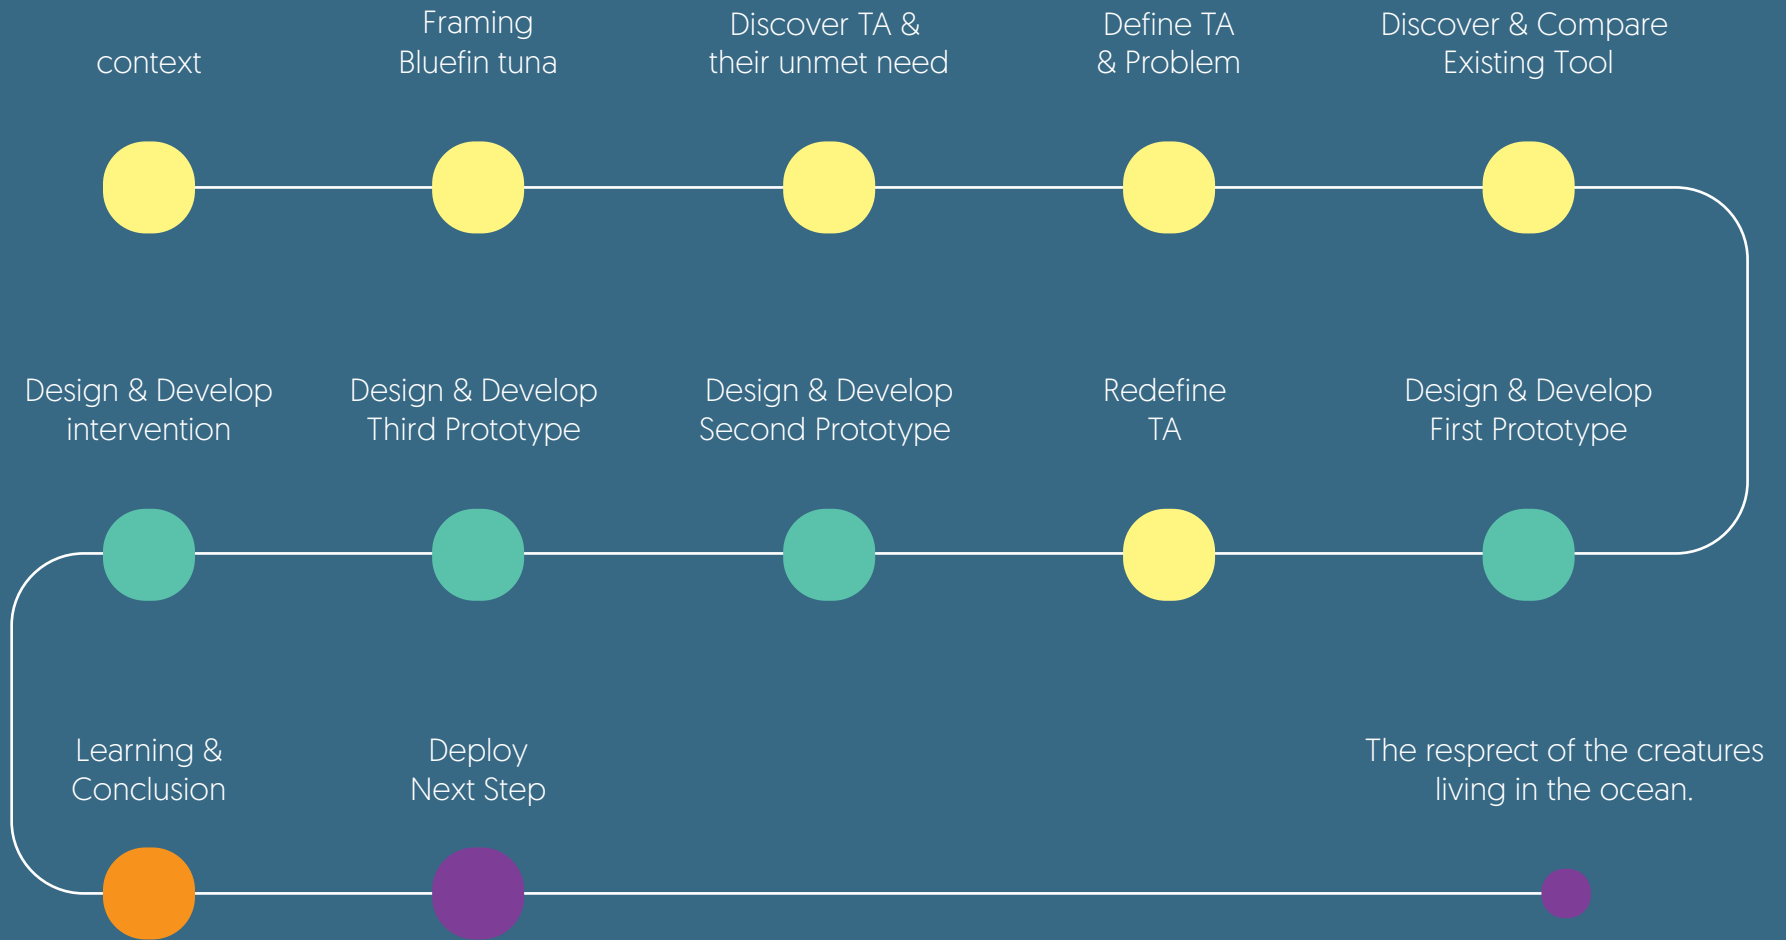 context
Framing
Bluefin tuna
Discover TA &
their unmet need
Define TA
& Problem
Discover & Compare
Existing Tool
Design & Develop
intervention
Design & Develop
Third Prototype
Design & Develop
Second Prototype
Redefine
TA
Design & Develop
First Prototype
Learning &
Conclusion
Deploy
Next Step
The resprect of the creatures
living in the ocean.